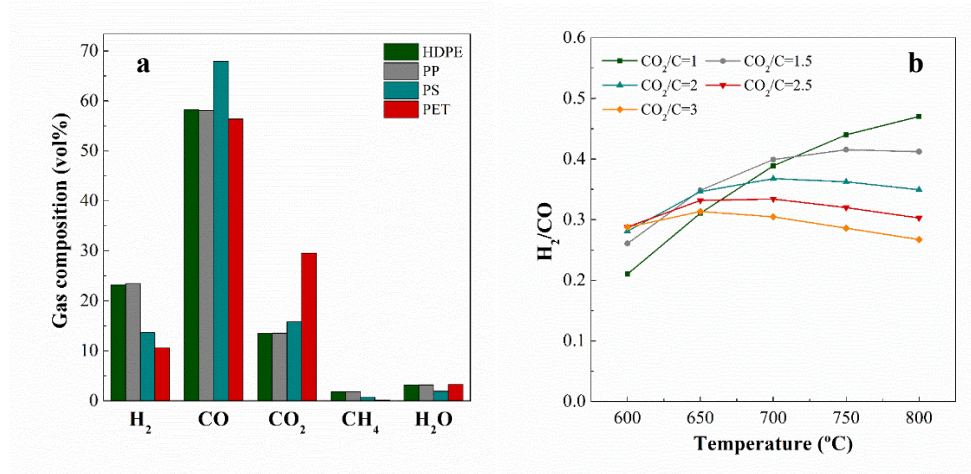 a
HDPE
PP
PS
PET
Gas composition (vol%)
70
60
50
40
30
20
10
0
H₂ CO CO₂ CH₄ H₂O
b
CO₂/C=1 CO₂/C=1.5
CO₂/C=2 CO₂/C=2.5
CO₂/C=3
H₂/CO
0.6
0.5
0.4
0.3
0.2
0.1
0.0
600 650 700 750 800
Temperature (ºC)